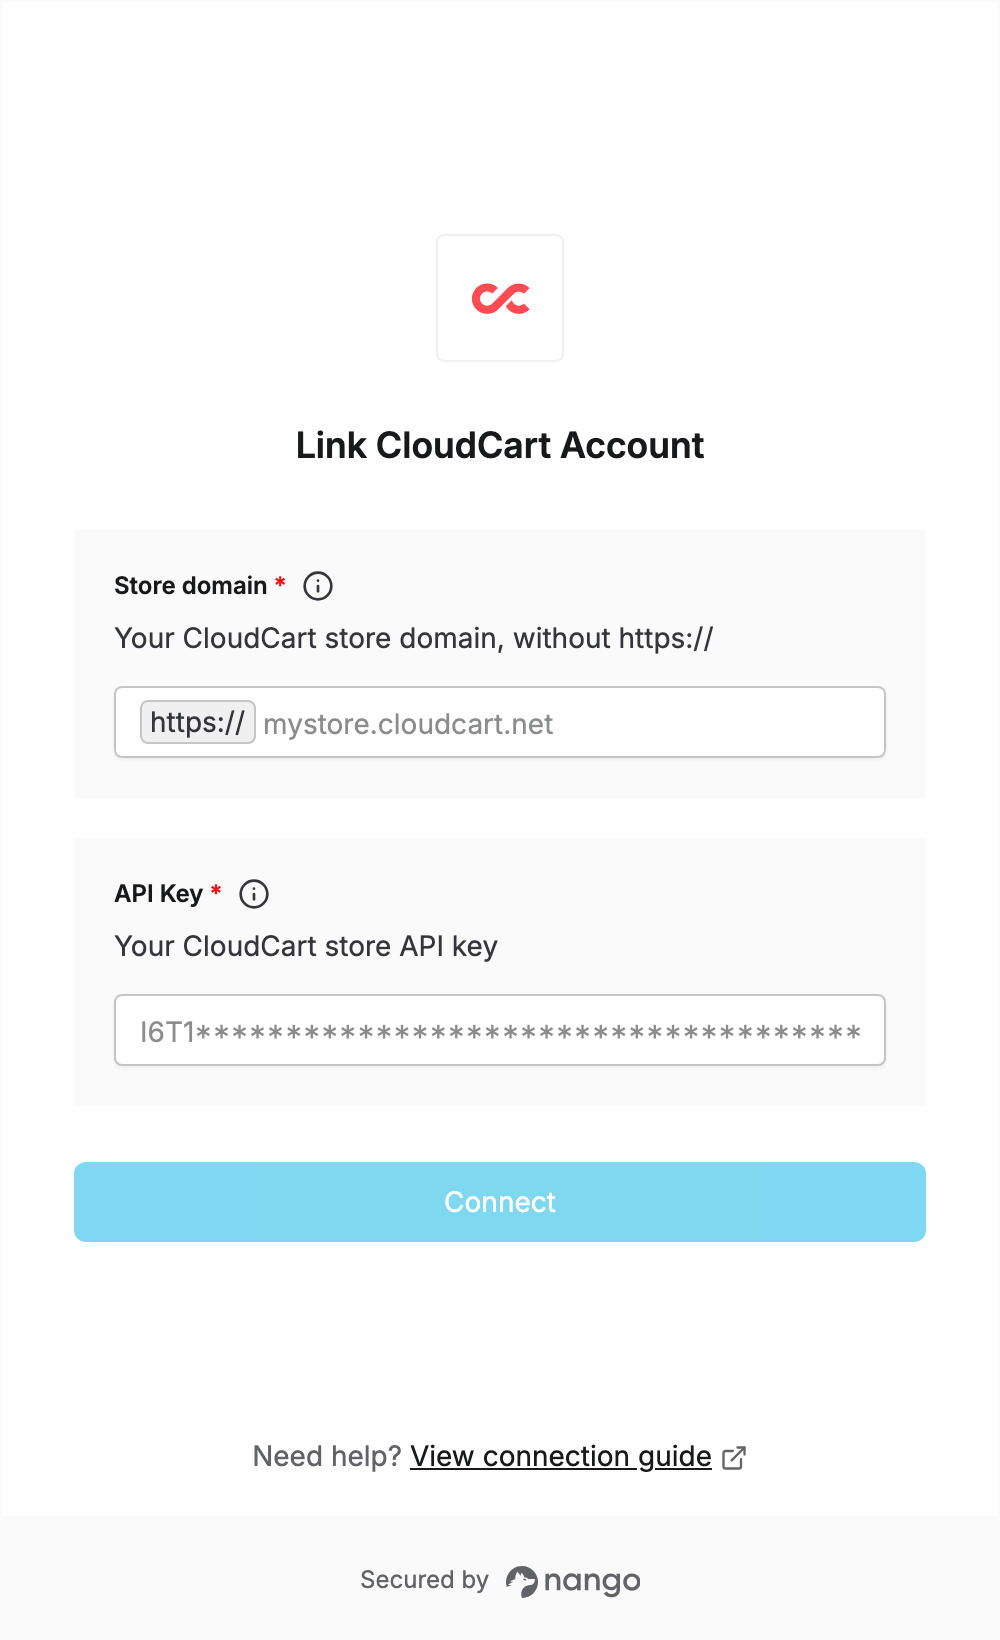 Link CloudCart Account
Store domain *
Your CloudCart store domain, without https://
https:// mystore.cloudcart.net
API Key *
Your CloudCart store API key
I6T1*************************************
Connect
Need help? View connection guide
Secured by nango